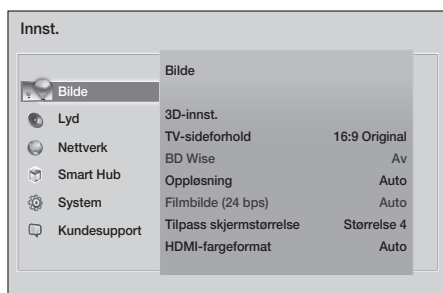 Innst.
Bilde
Lyd
Nettverk
Smart Hub
System
Kundesupport
Bilde
3D-innst.
TV-sideforhold 16:9 Original
BD Wise Av
Oppløsning Auto
Filmbilde (24 bps) Auto
Tilpass skjermstørrelse Størrelse 4
HDMI-fargeformat Auto